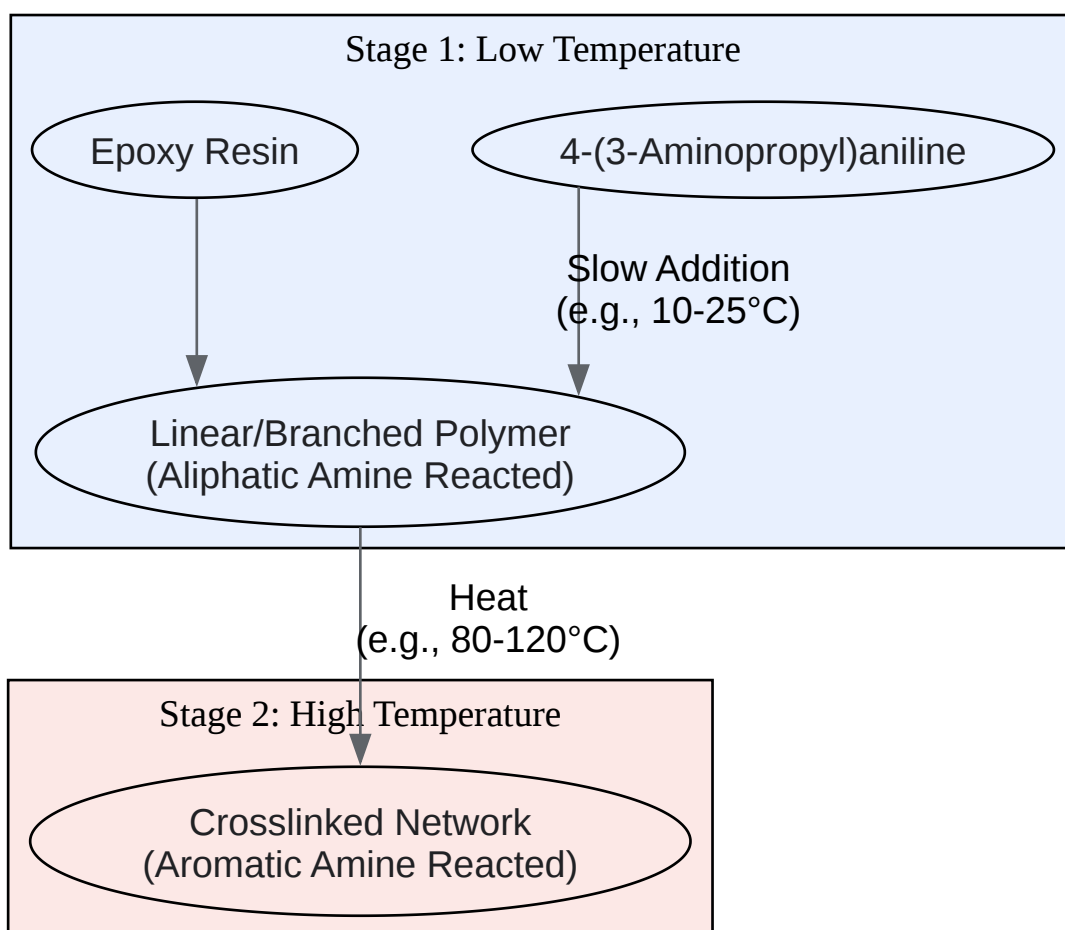 Stage 1: Low Temperature
Epoxy Resin
4-(3-Aminopropyl)aniline
Slow Addition
(e.g., 10-25°C)
Linear/Branched Polymer
(Aliphatic Amine Reacted)
Heat
(e.g., 80-120°C)
Stage 2: High Temperature
Crosslinked Network
(Aromatic Amine Reacted)